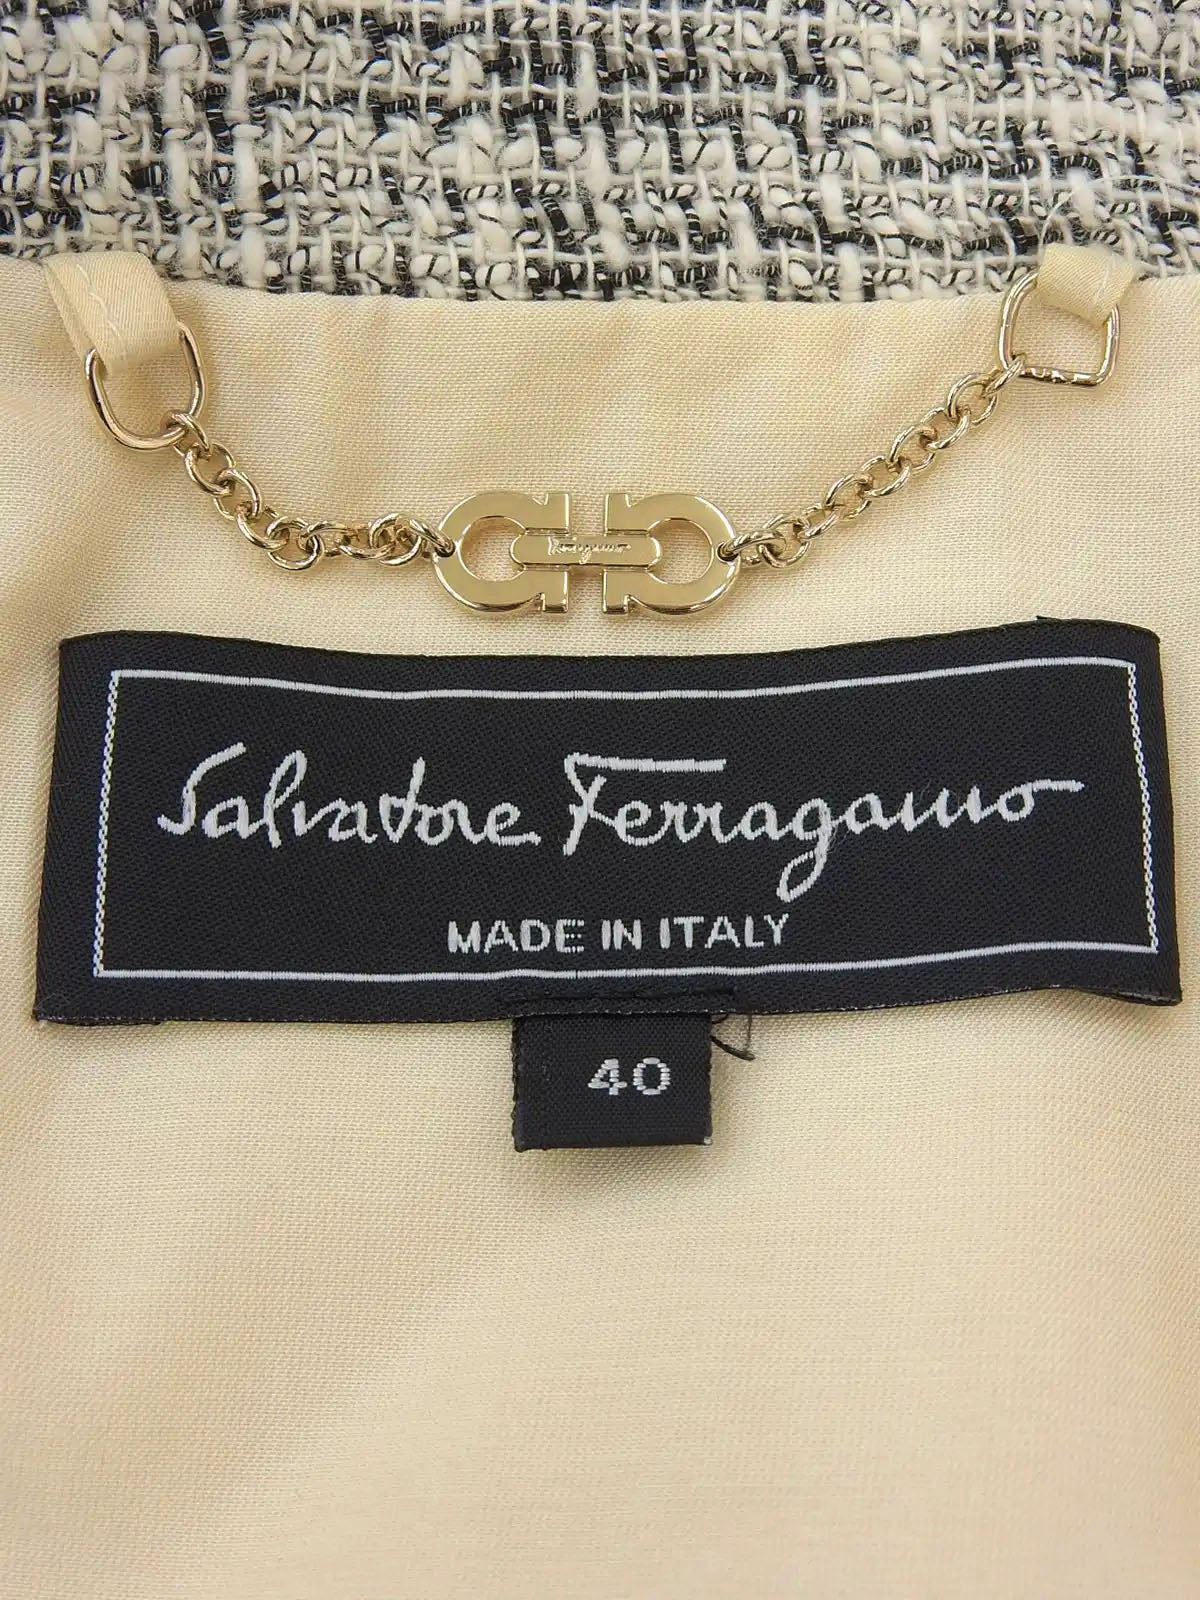 Ferragamo
Salvatore Ferragamo
MADE IN ITALY
40